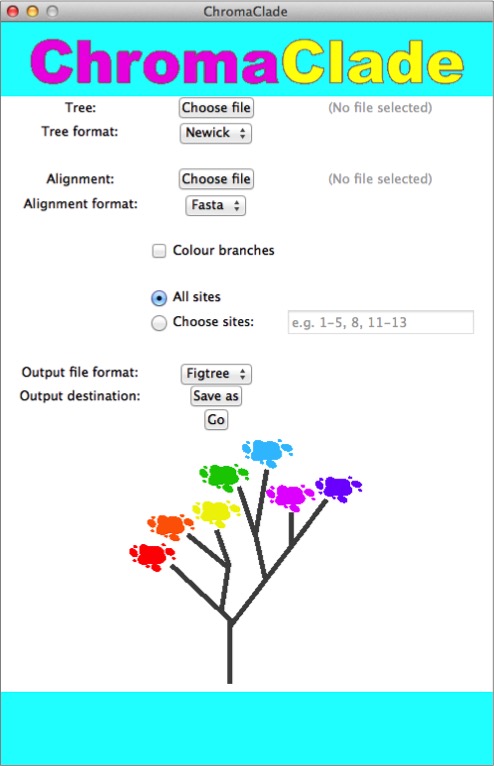 ChromaClade
ChromaClade
Tree: Choose file (No file selected)
Tree format: Newick
Alignment: Choose file (No file selected)
Alignment format: Fasta
Colour branches
All sites
Choose sites: e.g. 1-5, 8, 11-13
Output file format: Figtree
Output destination: Save as
Go